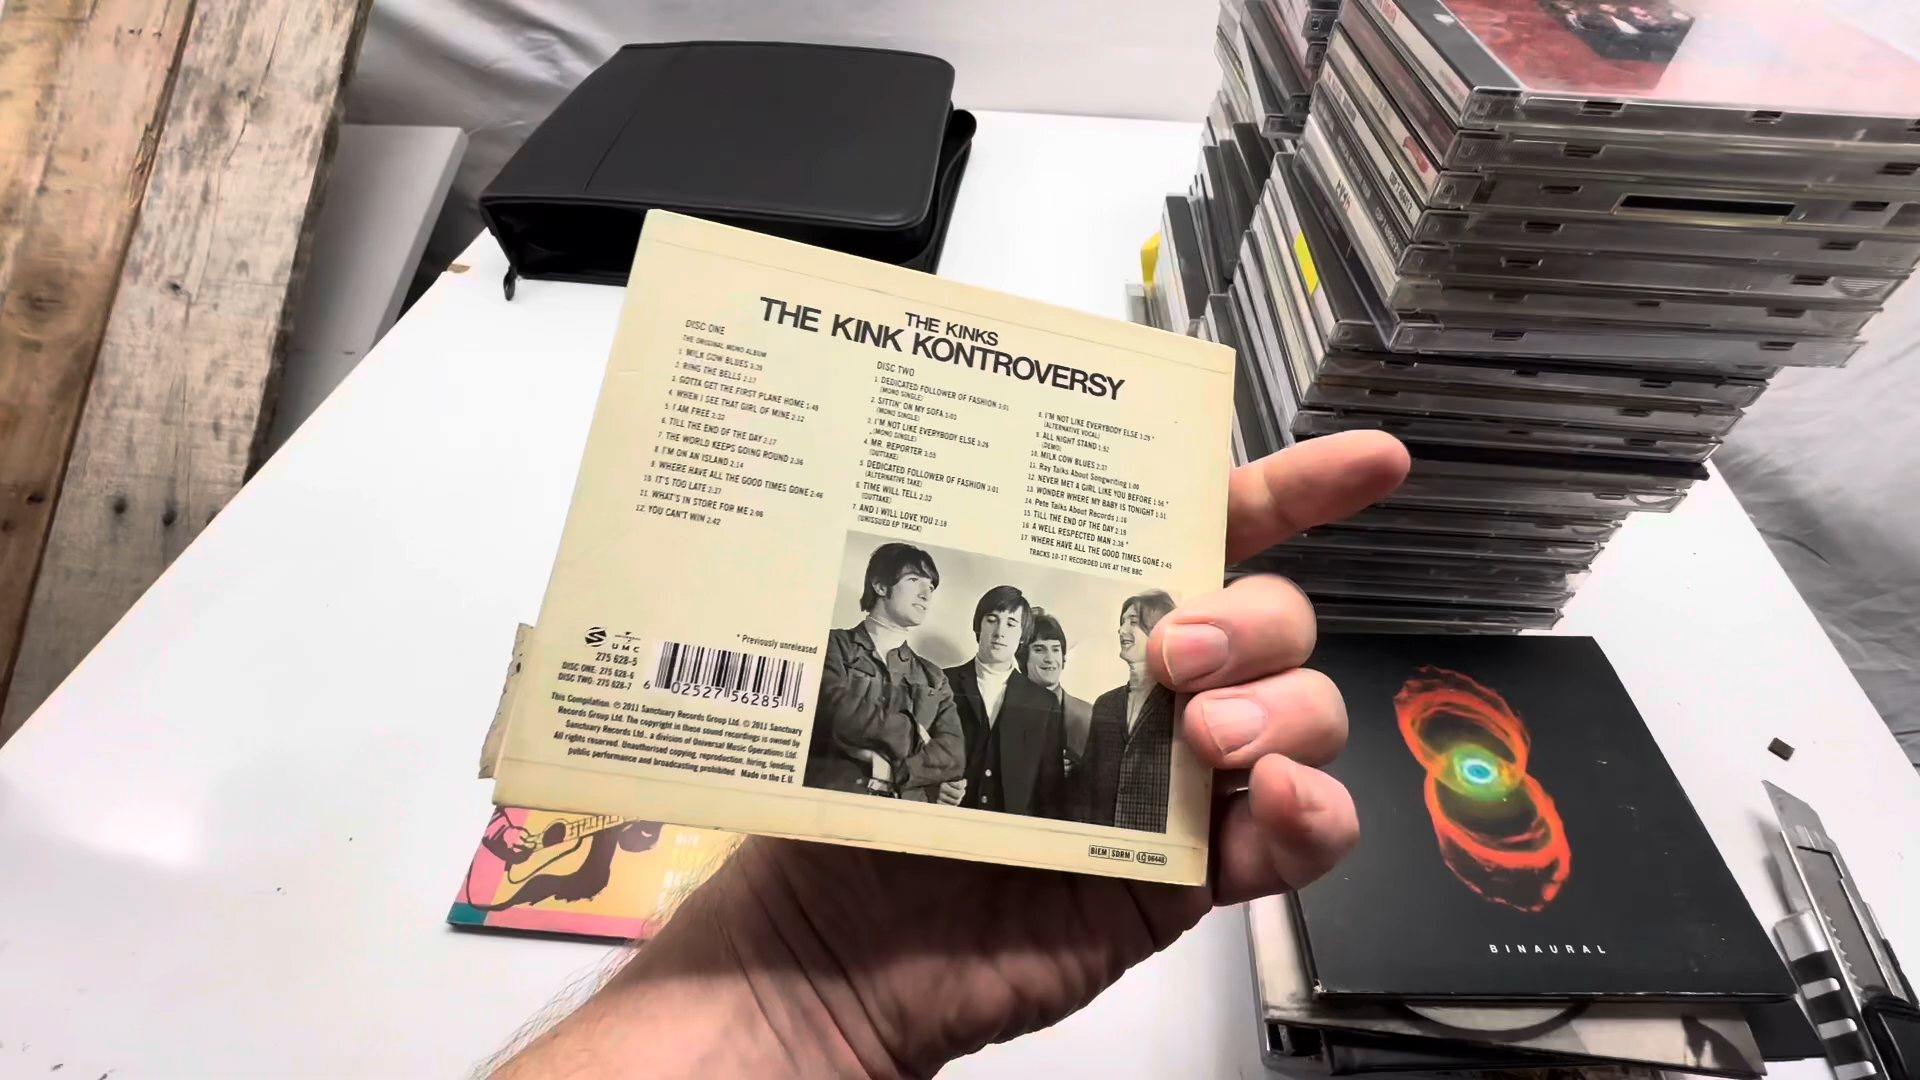 THE KINKS
THE KINK KONTROVERSY
DISC ONE
THE ORIGINAL MONO ALBUM
1. MILK COW BLUES 3:39
2. RING THE BELLS 2:17
3. GOTTA GET THE FIRST PLANE HOME 1:49
4. WHEN I SEE THAT GIRL OF MINE 2:12
5. I AM FREE 2:32
6. TILL THE END OF THE DAY 2:17
7. THE WORLD KEEPS GOING ROUND 2:36
8. I'M ON AN ISLAND 2:14
9. WHERE HAVE ALL THE GOOD TIMES GONE 2:46
10. IT'S TOO LATE 2:37
11. WHAT'S IN STORE FOR ME 2:06
12. YOU CAN'T WIN 2:42
DISC TWO
1. DEDICATED FOLLOWER OF FASHION 3:01
(MONO SINGLE)
2. SITTIN' ON MY SOFA 3:03
(MONO SINGLE)
3. I'M NOT LIKE EVERYBODY ELSE 3:26
(MONO SINGLE)
4. MR. REPORTER 3:55
(OUTTAKE)
5. DEDICATED FOLLOWER OF FASHION 3:01
(ALTERNATIVE TAKE)
6. TIME WILL TELL 2:32
(OUTTAKE)
7. AND I WILL LOVE YOU 2:18
(UNISSUED EP TRACK)
8. I'M NOT LIKE EVERYBODY ELSE 3:25 *
(ALTERNATIVE VOCAL)
9. ALL NIGHT STAND 1:52
(DEMO)
10. MILK COW BLUES 2:37
11. Ray Talks About Songwriting 1:00
12. NEVER MET A GIRL LIKE YOU BEFORE 1:56 *
13. WONDER WHERE MY BABY IS TONIGHT 1:51
14. Pete Talks About Records 1:16
15. TILL THE END OF THE DAY 2:19
16. A WELL RESPECTED MAN 2:38 *
17. WHERE HAVE ALL THE GOOD TIMES GONE 2:45
TRACKS 10-17 RECORDED LIVE AT THE BBC
* Previously unreleased
UMC
275 628-5
DISC ONE: 275 628-6
DISC TWO: 275 628-7
6 02527 56285 8
This Compilation. ℗ 2011 Sanctuary Records Group Ltd. © 2011 Sanctuary
Records Group Ltd. The copyright in these sound recordings is owned by
Sanctuary Records Ltd., a division of Universal Music Operations Ltd.
All rights reserved. Unauthorised copying, reproduction, hiring, lending,
public performance and broadcasting prohibited. Made in the E.U.
BIEM SDRM LC 06448
BINAURAL